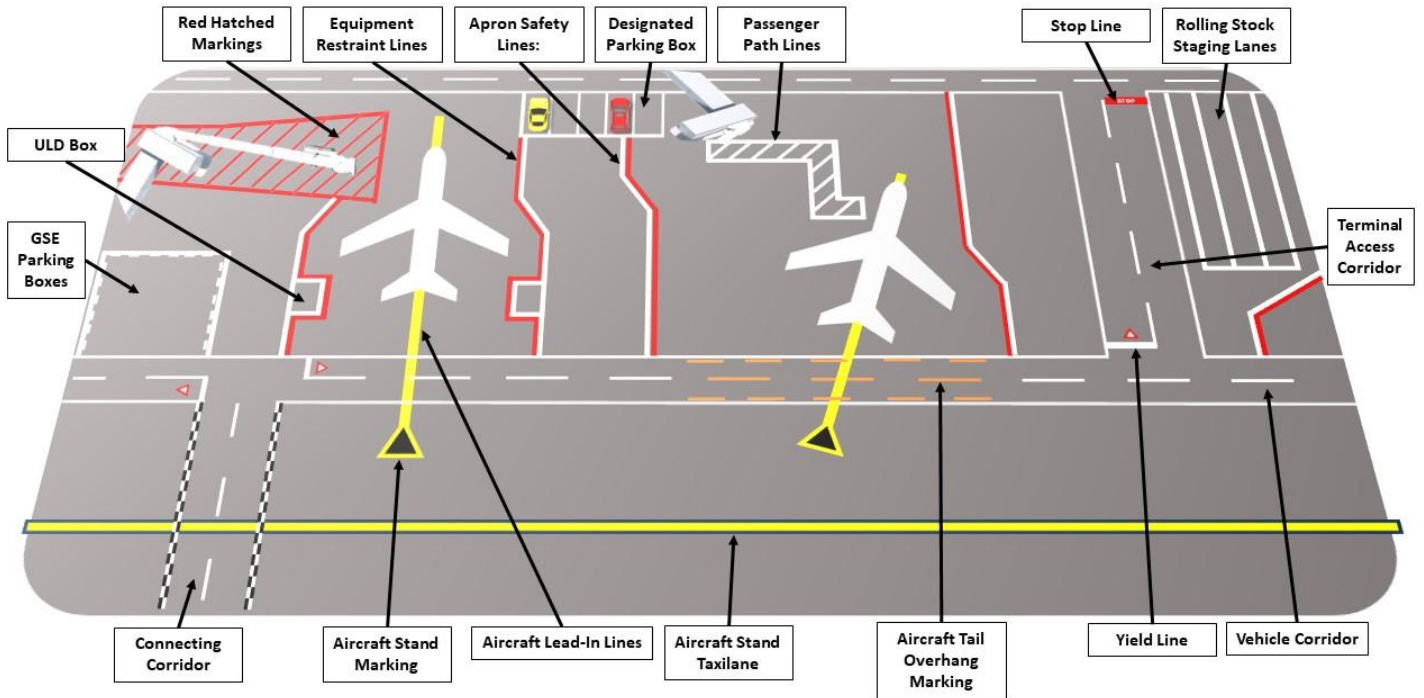 Red Hatched
Markings
Equipment
Restraint Lines
Apron Safety
Lines:
Designated
Parking Box
Passenger
Path Lines
Stop Line
Rolling Stock
Staging Lanes
STOP
ULD Box
GSE
Parking
Boxes
Terminal
Access
Corridor
Connecting
Corridor
Aircraft Stand
Marking
Aircraft Lead-In Lines
Aircraft Stand
Taxilane
Aircraft Tail
Overhang
Marking
Yield Line
Vehicle Corridor